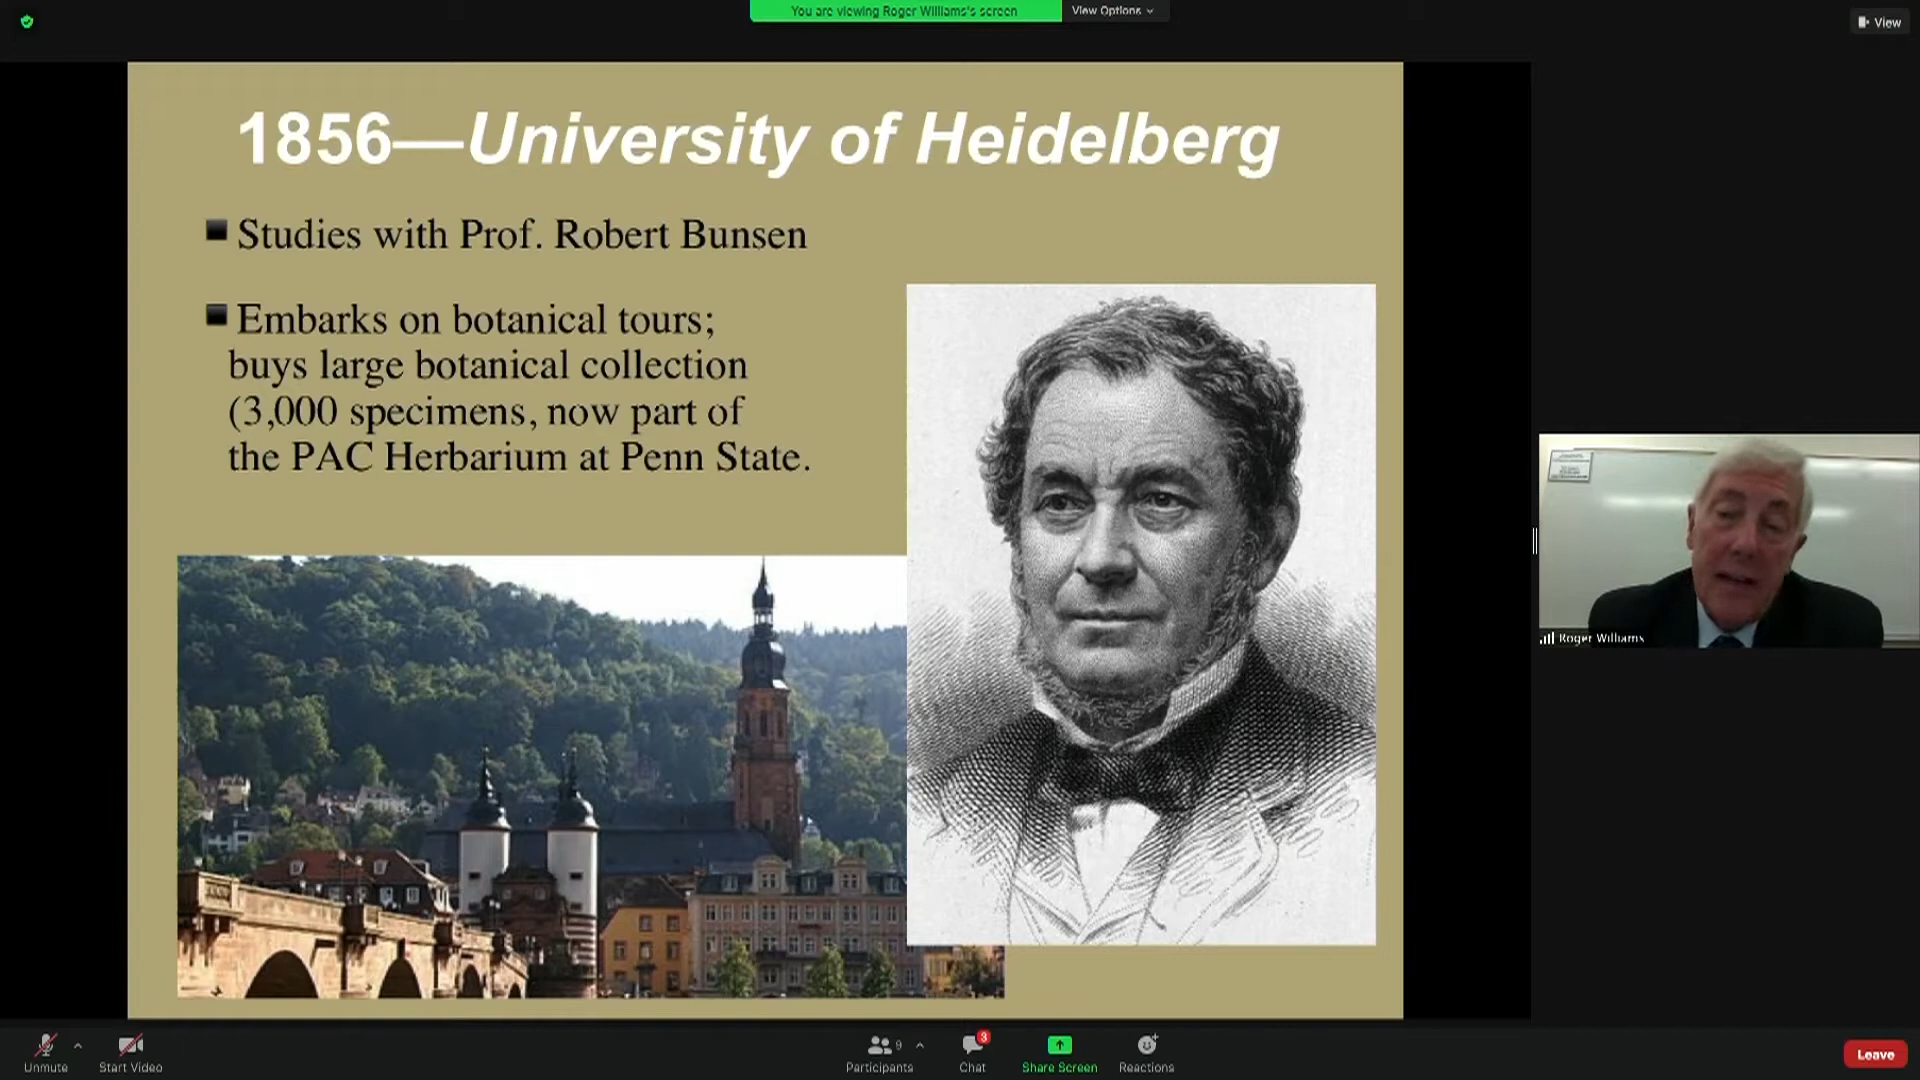 You are viewing Roger Williams's screen
View Options
View
1856—University of Heidelberg
Studies with Prof. Robert Bunsen
Embarks on botanical tours;
buys large botanical collection
(3,000 specimens, now part of
the PAC Herbarium at Penn State.
Roger Williams
Unmute
Start Video
9
Participants
3
Chat
Share Screen
Reactions
Leave